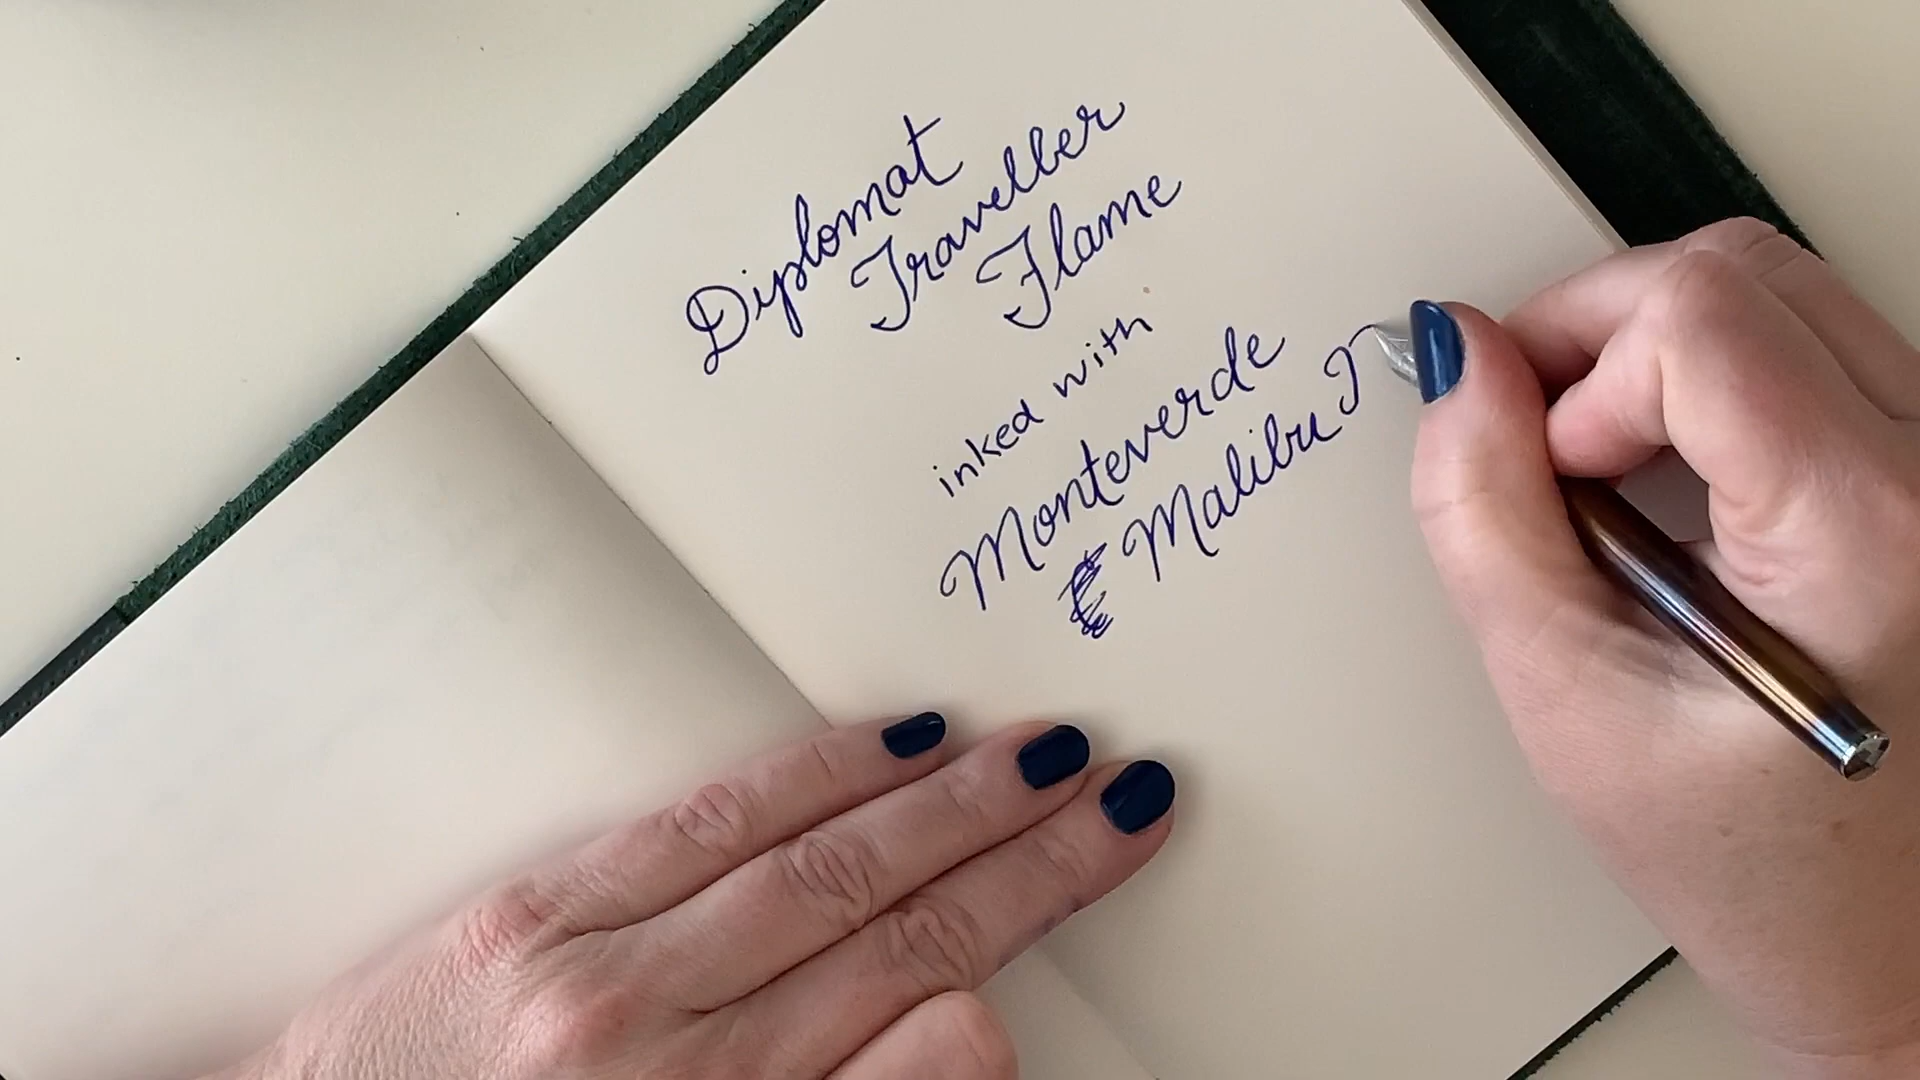 Diplomat
Traveller
Flame
inked with
Monteverde
Malibu